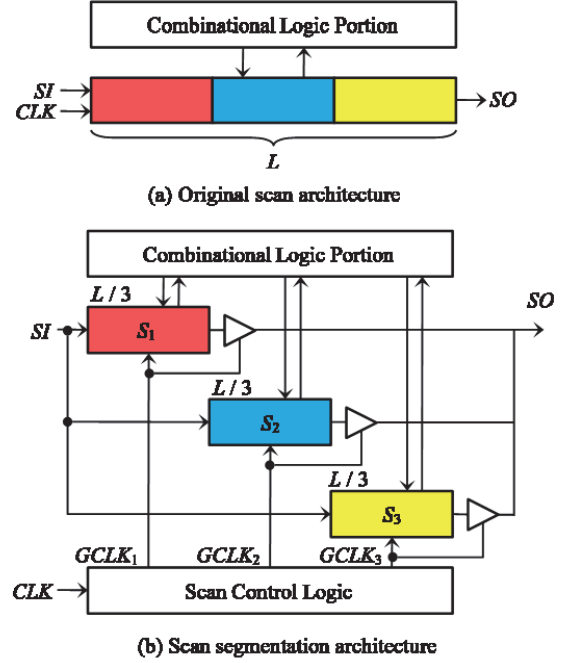 Combinational Logic Portion
SI
CLK
SO
L
(a) Original scan architecture
Combinational Logic Portion
L / 3
SO
SI
S1
L / 3
S2
L / 3
S3
GCLK1
GCLK2
GCLK3
CLK
Scan Control Logic
(b) Scan segmentation architecture